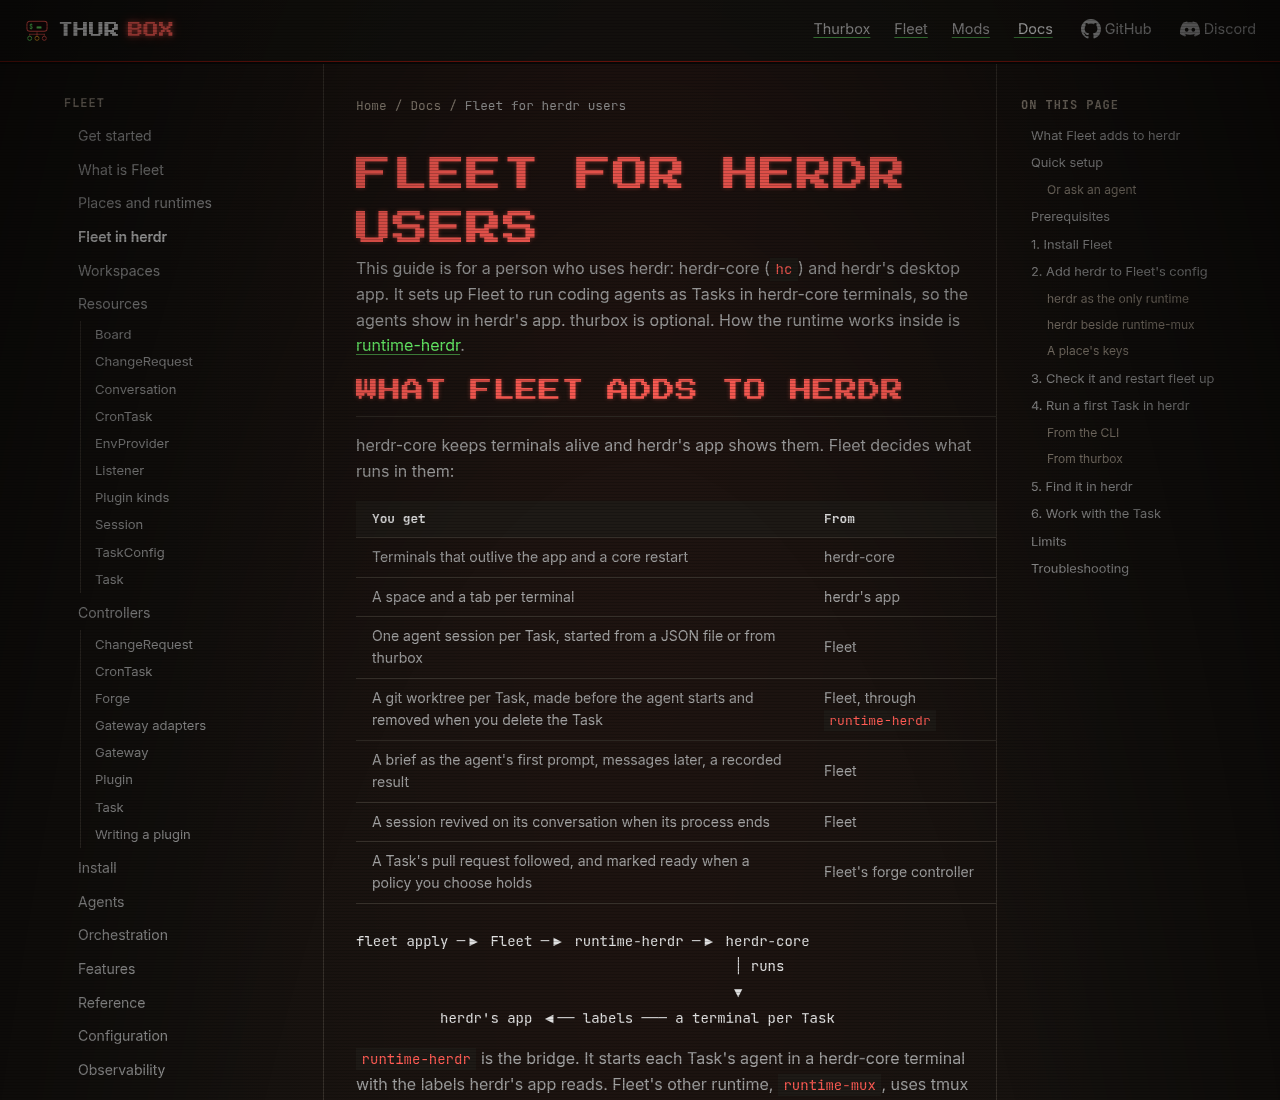 THUR BOX
Thurbox Fleet Mods Docs GitHub Discord
FLEET
Get started
What is Fleet
Places and runtimes
Fleet in herdr
Workspaces
Resources
Board
ChangeRequest
Conversation
CronTask
EnvProvider
Listener
Plugin kinds
Session
TaskConfig
Task
Controllers
ChangeRequest
CronTask
Forge
Gateway adapters
Gateway
Plugin
Task
Writing a plugin
Install
Agents
Orchestration
Features
Reference
Configuration
Observability
Home / Docs / Fleet for herdr users
FLEET FOR HERDR
USERS
This guide is for a person who uses herdr: herdr-core ( hc ) and herdr's desktop
app. It sets up Fleet to run coding agents as Tasks in herdr-core terminals, so the
agents show in herdr's app. thurbox is optional. How the runtime works inside is
runtime-herdr.
WHAT FLEET ADDS TO HERDR
herdr-core keeps terminals alive and herdr's app shows them. Fleet decides what
runs in them:
You get From
Terminals that outlive the app and a core restart herdr-core
A space and a tab per terminal herdr's app
One agent session per Task, started from a JSON file or from
thurbox
Fleet
A git worktree per Task, made before the agent starts and
removed when you delete the Task
Fleet, through
runtime-herdr
A brief as the agent's first prompt, messages later, a recorded
result
Fleet
A session revived on its conversation when its process ends Fleet
A Task's pull request followed, and marked ready when a
policy you choose holds
Fleet's forge controller
fleet apply ─► Fleet ─► runtime-herdr ─► herdr-core
│ runs
▼
herdr's app ◄── labels ─── a terminal per Task
runtime-herdr is the bridge. It starts each Task's agent in a herdr-core terminal
with the labels herdr's app reads. Fleet's other runtime, runtime-mux , uses tmux
ON THIS PAGE
What Fleet adds to herdr
Quick setup
Or ask an agent
Prerequisites
1. Install Fleet
2. Add herdr to Fleet's config
herdr as the only runtime
herdr beside runtime-mux
A place's keys
3. Check it and restart fleet up
4. Run a first Task in herdr
From the CLI
From thurbox
5. Find it in herdr
6. Work with the Task
Limits
Troubleshooting